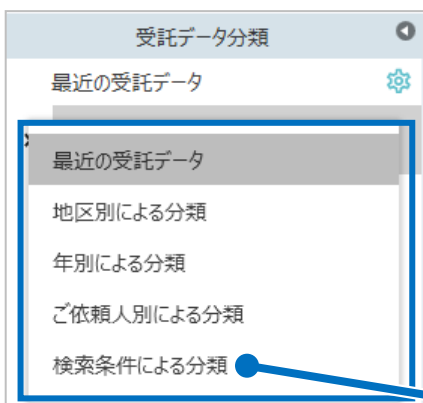 受託データ分類
最近の受託データ
最近の受託データ
地区別による分類
年別による分類
ご依頼人別による分類
検索条件による分類